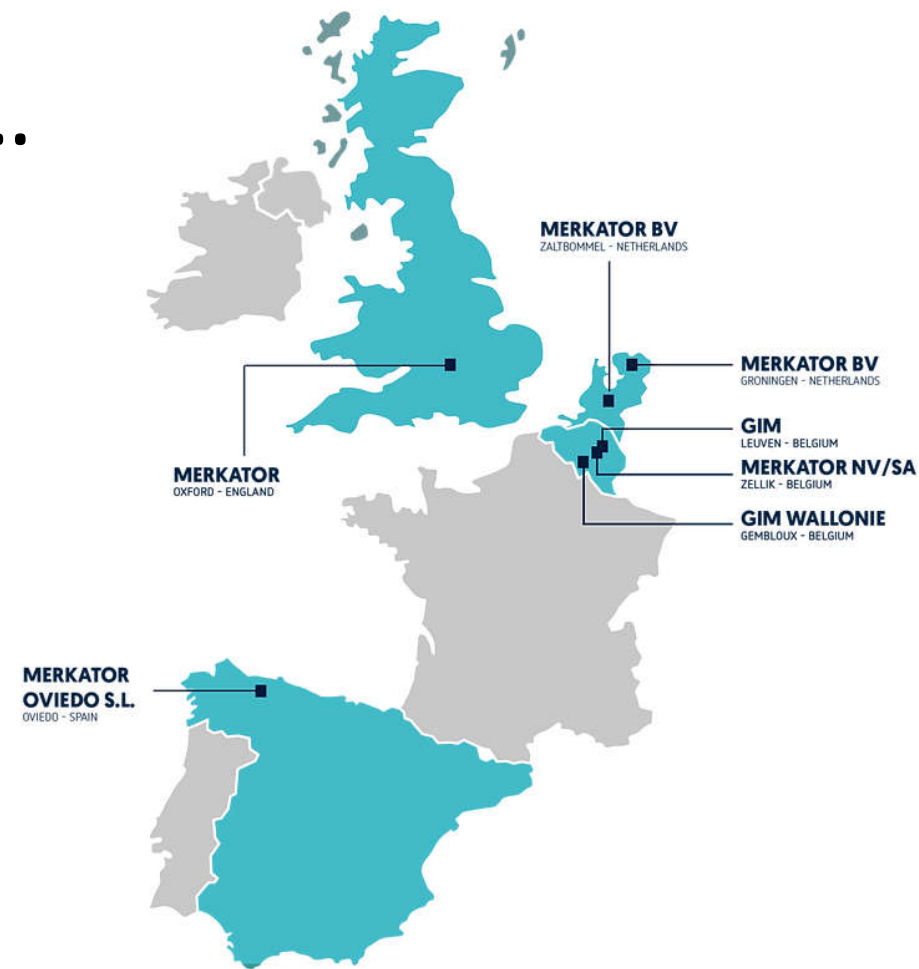 ..
MERKATOR BV
ZALTBOMMEL - NETHERLANDS
MERKATOR BV
GRONINGEN - NETHERLANDS
GIM
LEUVEN - BELGIUM
MERKATOR NV/SA
ZELLIK - BELGIUM
GIM WALLONIE
GEMBLOUX - BELGIUM
MERKATOR
OXFORD - ENGLAND
MERKATOR
OVIEDO S.L.
OVIEDO - SPAIN